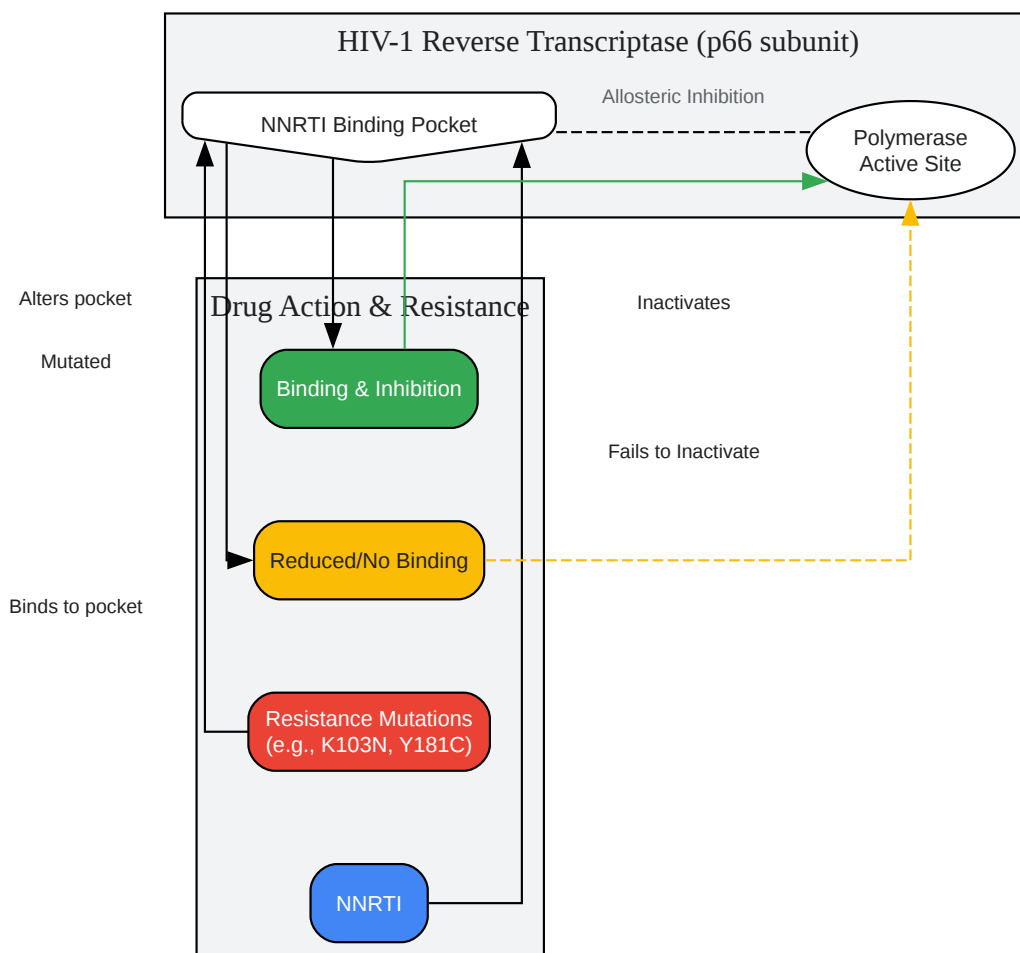 HIV-1 Reverse Transcriptase (p66 subunit)
Allosteric Inhibition
NNRTI Binding Pocket
Polymerase
Active Site
Alters pocket
Drug Action & Resistance
Inactivates
Mutated
Binding & Inhibition
Fails to Inactivate
Reduced/No Binding
Binds to pocket
Resistance Mutations
(e.g., K103N, Y181C)
NNRTI